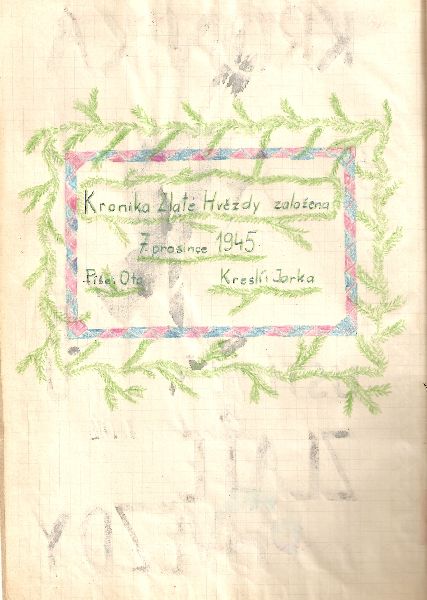 Kronika Zlaté Hvězdy založena
7. prosince 1945.
Píše: Ota Kreslí: Jarka